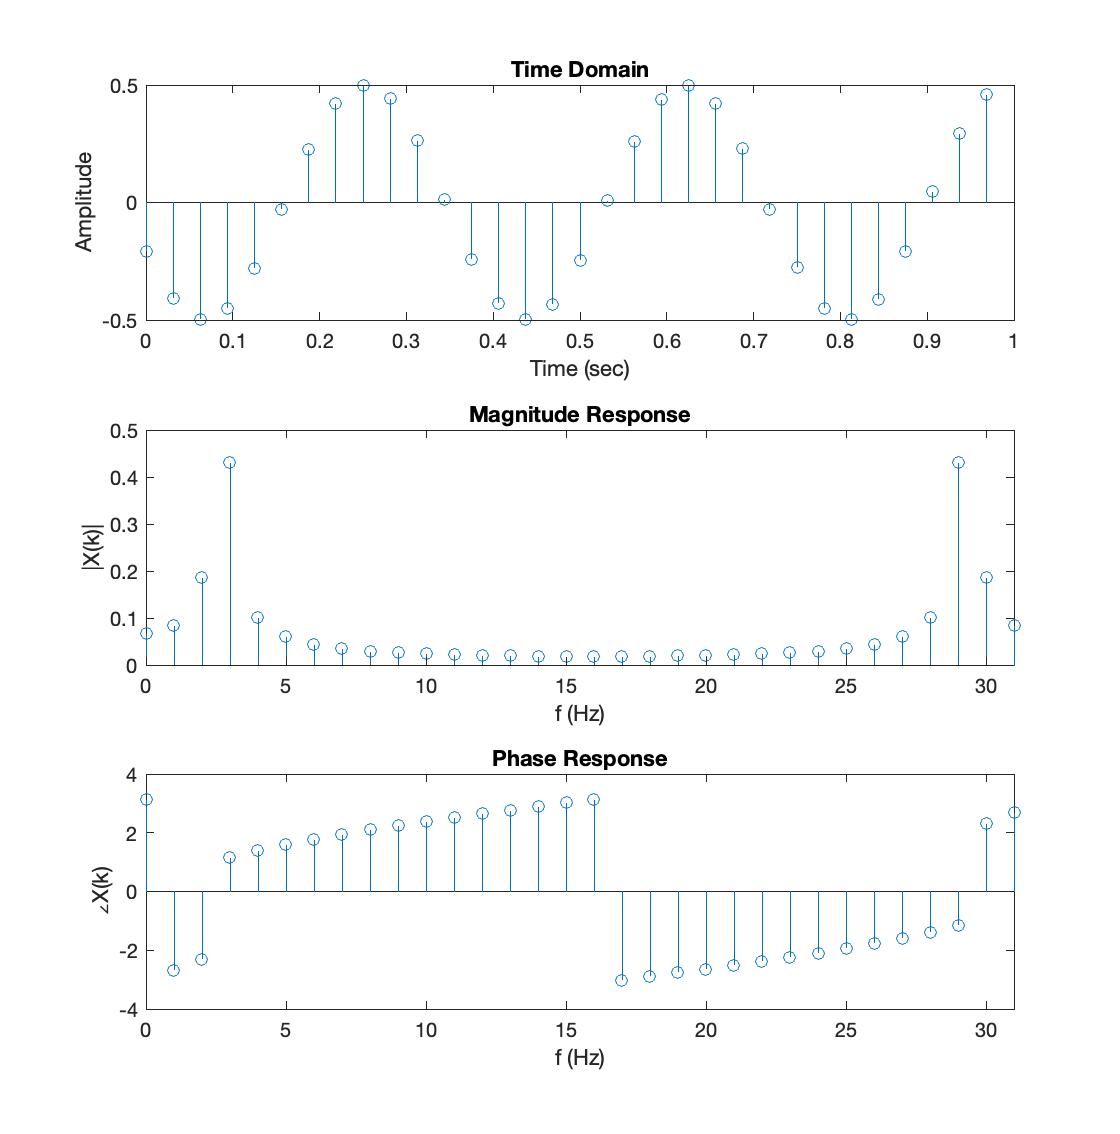 Time Domain
0.5
0
-0.5
Amplitude
0 0.1 0.2 0.3 0.4 0.5 0.6 0.7 0.8 0.9 1
Time (sec)
Magnitude Response
0.5
0.4
0.3
0.2
0.1
0
|X(k)|
0 5 10 15 20 25 30
f (Hz)
Phase Response
4
2
0
-2
-4
∠X(k)
0 5 10 15 20 25 30
f (Hz)